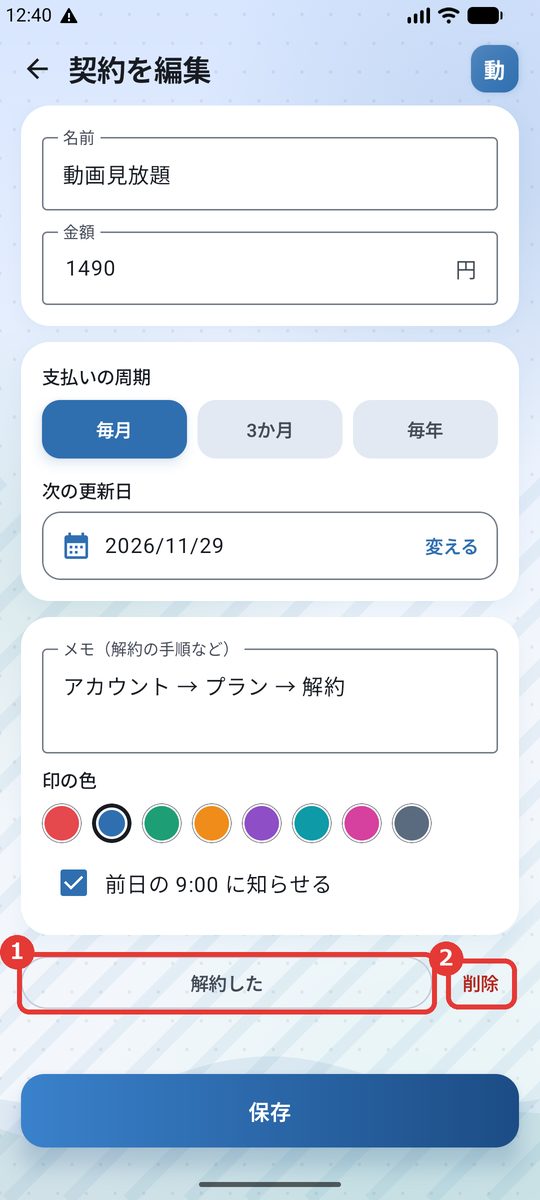 12:40
契約を編集
動
名前
動画見放題
金額
1490 円
支払いの周期
毎月 3か月 毎年
次の更新日
2026/11/29 変える
メモ（解約の手順など）
アカウント → プラン → 解約
印の色
前日の 9:00 に知らせる
1 2
解約した 削除
保存